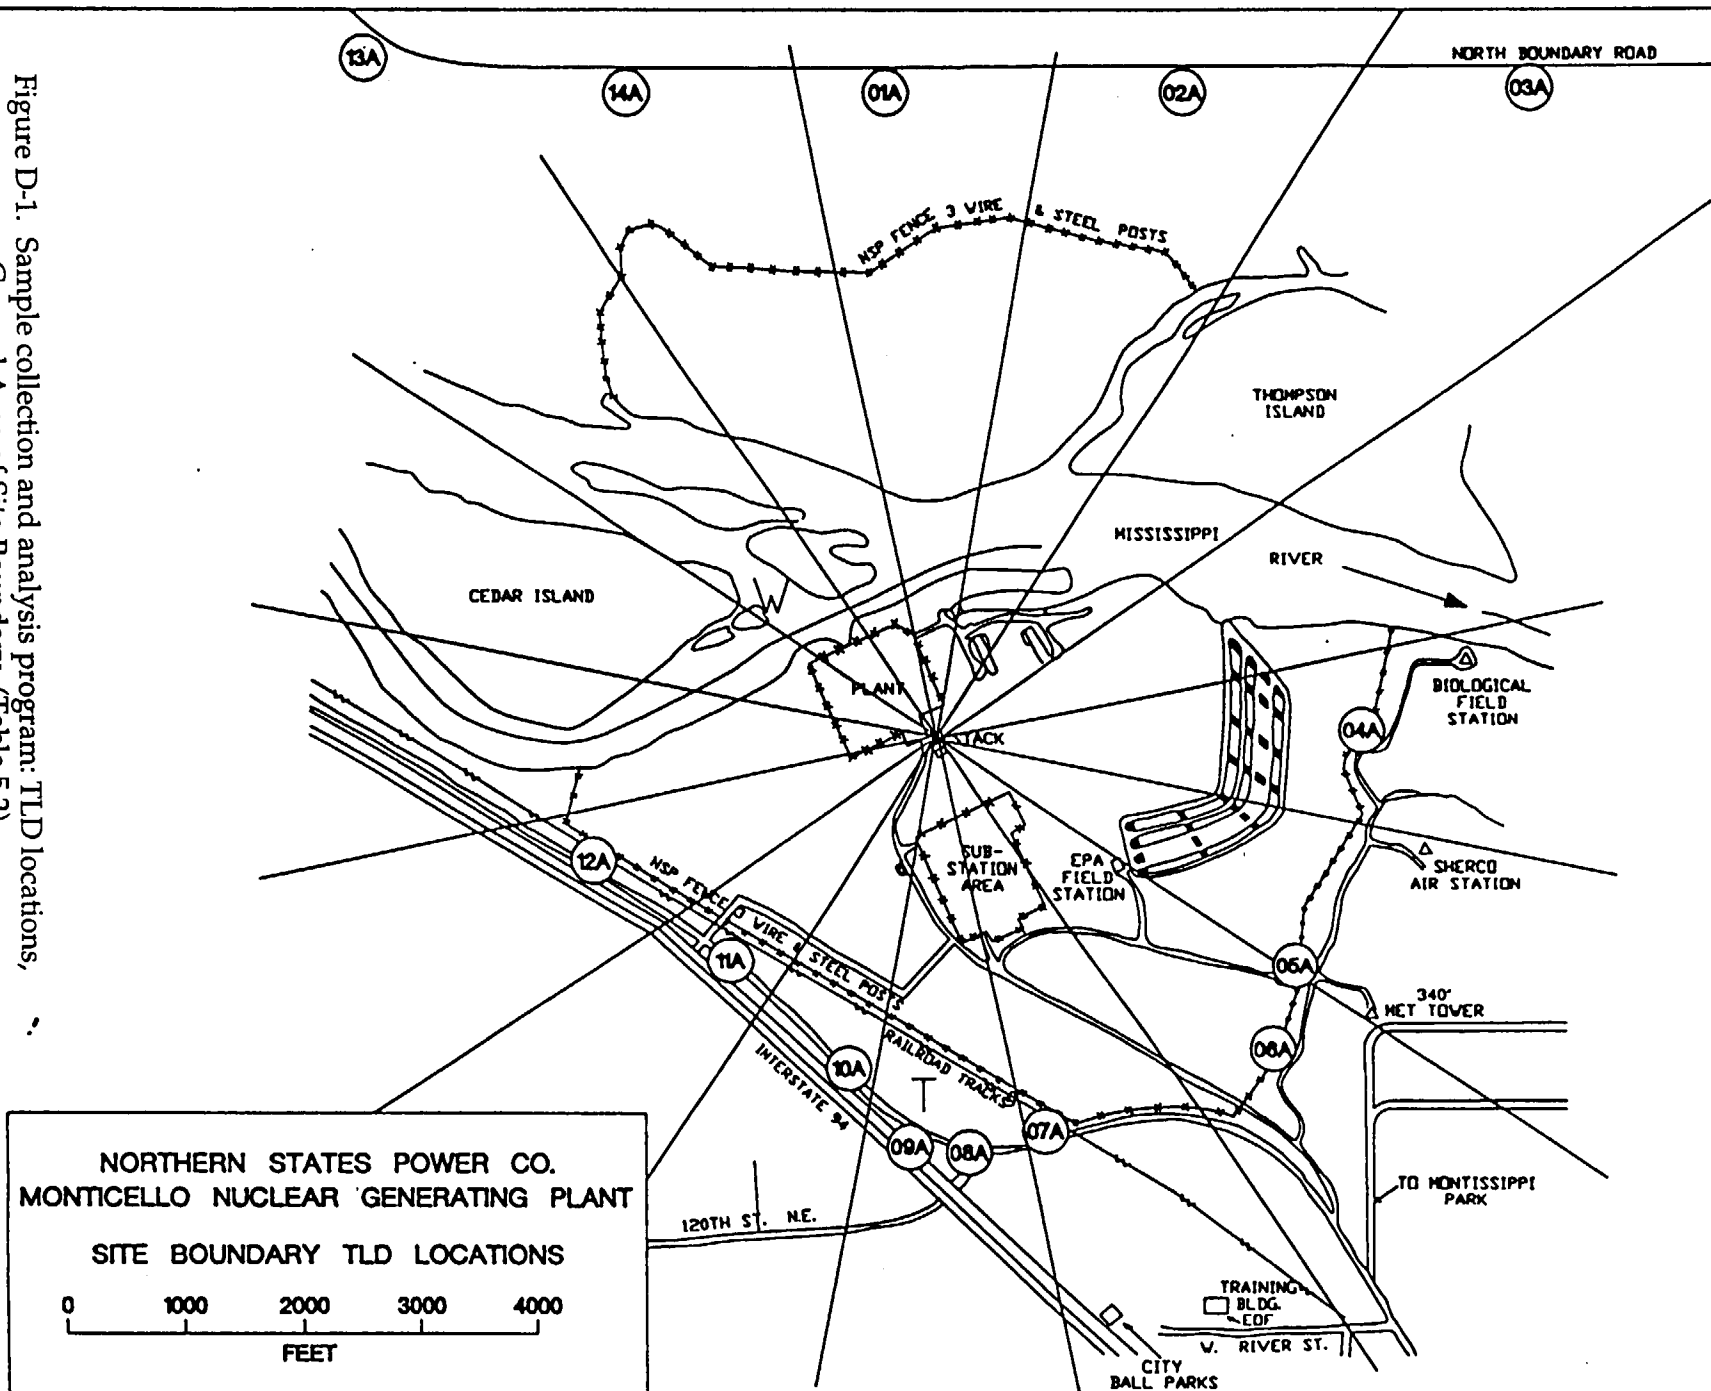 NORTH BOUNDARY ROAD
13A
14A
01A
02A
03A
NSP FENCE 3 WIRE & STEEL POSTS
THOMPSON
ISLAND
MISSISSIPPI
RIVER
CEDAR ISLAND
PLANT
STACK
BIOLOGICAL
FIELD
STATION
04A
SUB-
STATION
AREA
EPA
FIELD
STATION
SHERCO
AIR STATION
12A
NSP FENCE 3 WIRE & STEEL POSTS
11A
05A
340'
MET TOWER
06A
RAILROAD TRACKS
10A
INTERSTATE 94
07A
09A
08A
TO MONTISSIPPI
PARK
120TH ST. N.E.
TRAINING
BLDG.
EOF
W. RIVER ST.
CITY
BALL PARKS
NORTHERN STATES POWER CO.
MONTICELLO NUCLEAR GENERATING PLANT
SITE BOUNDARY TLD LOCATIONS
0 1000 2000 3000 4000
FEET
Figure D-1. Sample collection and analysis program: TLD locations,